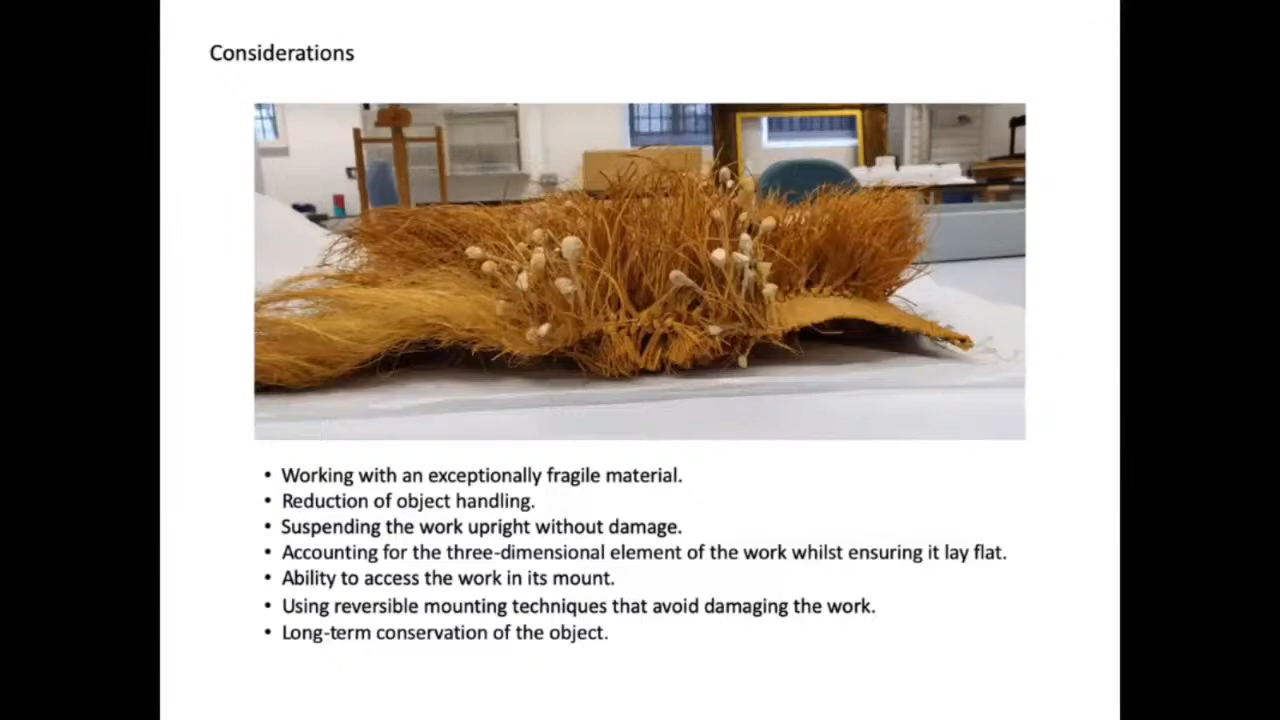 Considerations
• Working with an exceptionally fragile material.
• Reduction of object handling.
• Suspending the work upright without damage.
• Accounting for the three-dimensional element of the work whilst ensuring it lay flat.
• Ability to access the work in its mount.
• Using reversible mounting techniques that avoid damaging the work.
• Long-term conservation of the object.